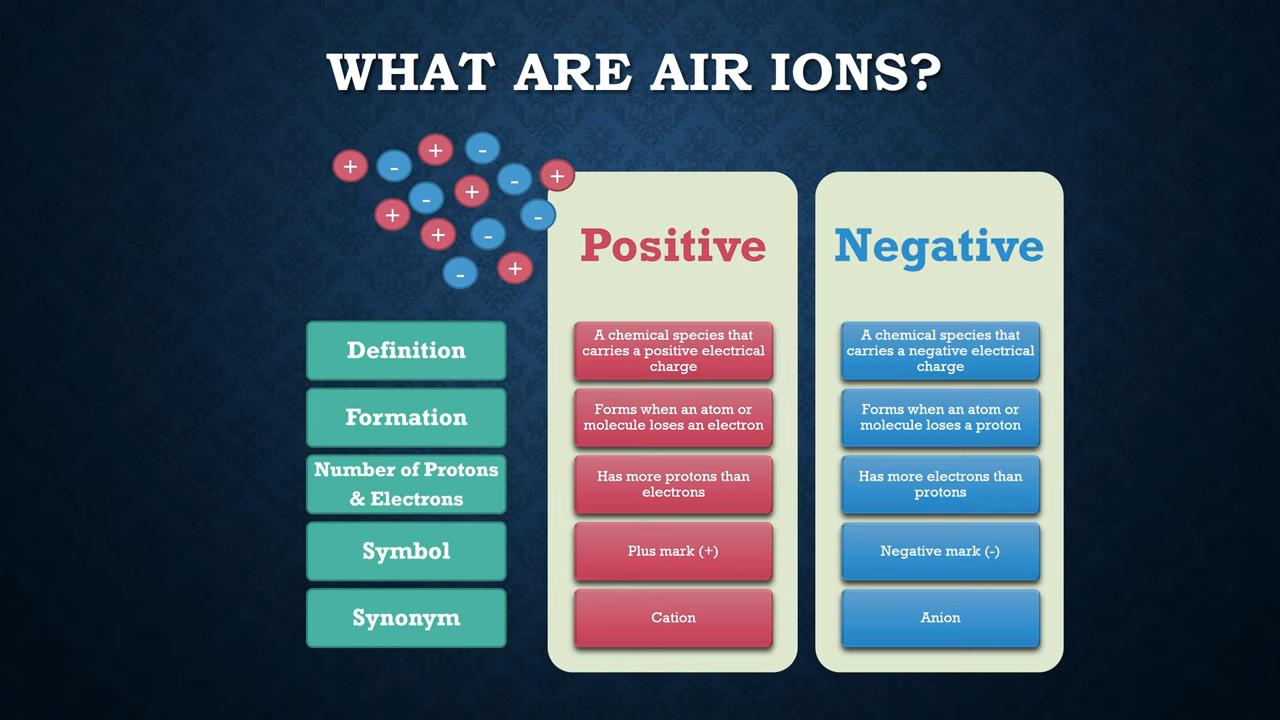 WHAT ARE AIR IONS?
+ - + - + - + - + - + - + - +
Positive
Negative
Definition
A chemical species that
carries a positive electrical
charge
A chemical species that
carries a negative electrical
charge
Formation
Forms when an atom or
molecule loses an electron
Forms when an atom or
molecule loses a proton
Number of Protons
& Electrons
Has more protons than
electrons
Has more electrons than
protons
Symbol
Plus mark (+)
Negative mark (-)
Synonym
Cation
Anion